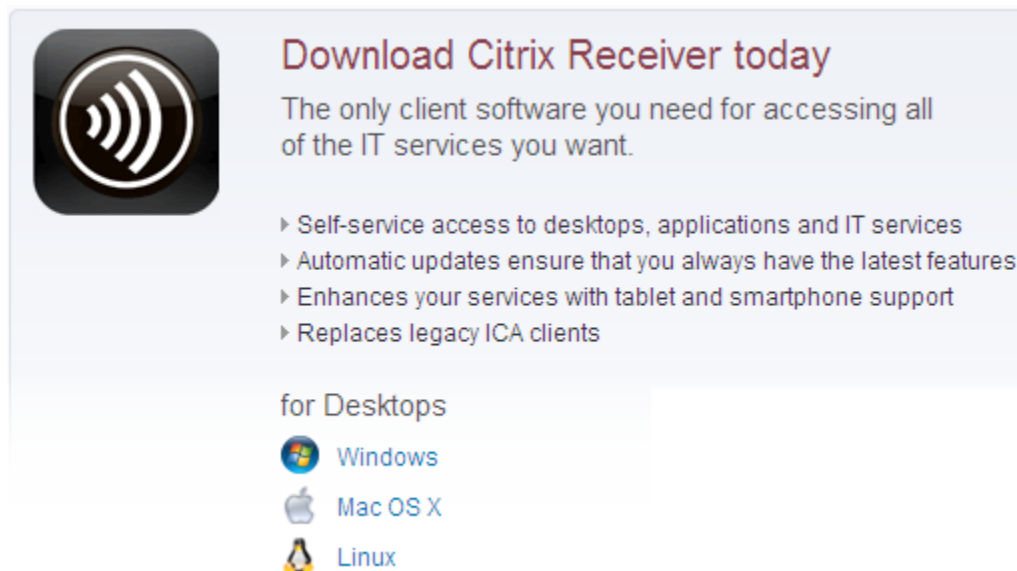 Download Citrix Receiver today
The only client software you need for accessing all
of the IT services you want.
Self-service access to desktops, applications and IT services
Automatic updates ensure that you always have the latest features
Enhances your services with tablet and smartphone support
Replaces legacy ICA clients
for Desktops
Windows
Mac OS X
Linux